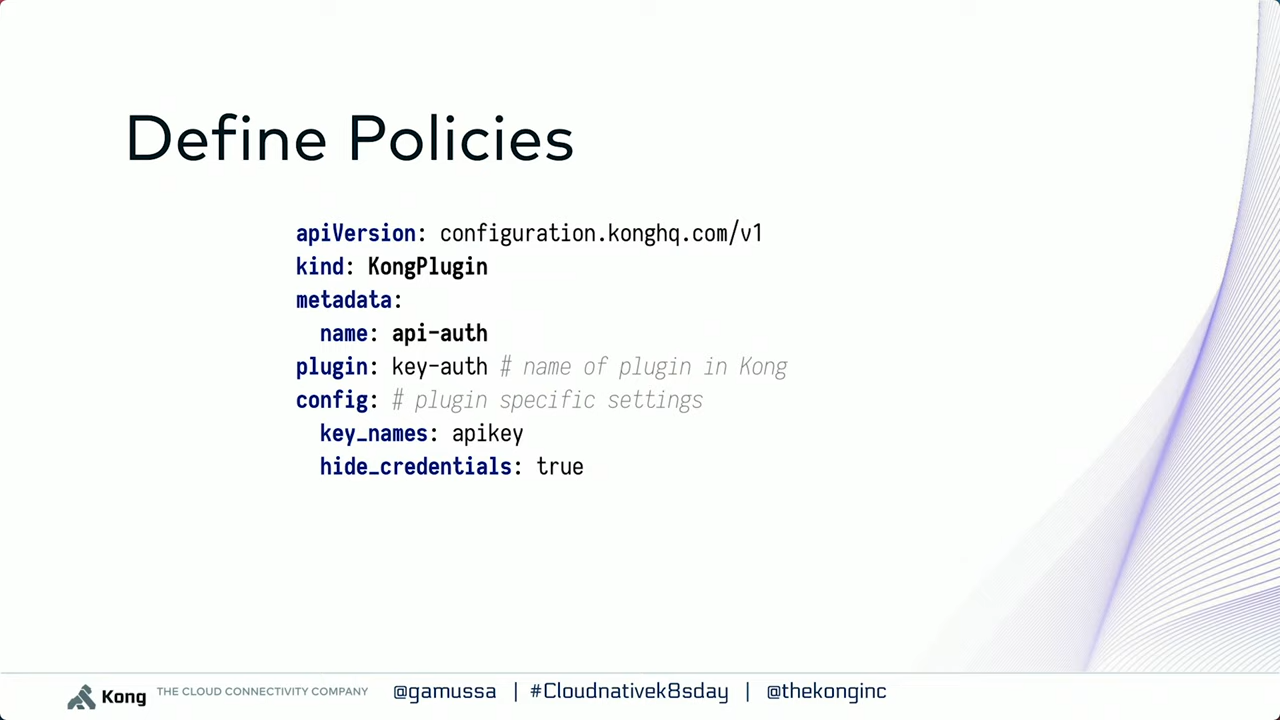 Define Policies
apiVersion: configuration.konghq.com/v1
kind: KongPlugin
metadata:
  name: api-auth
plugin: key-auth # name of plugin in Kong
config: # plugin specific settings
  key_names: apikey
  hide_credentials: true
Kong THE CLOUD CONNECTIVITY COMPANY @gamussa | #Cloudnativek8sday | @thekonginc